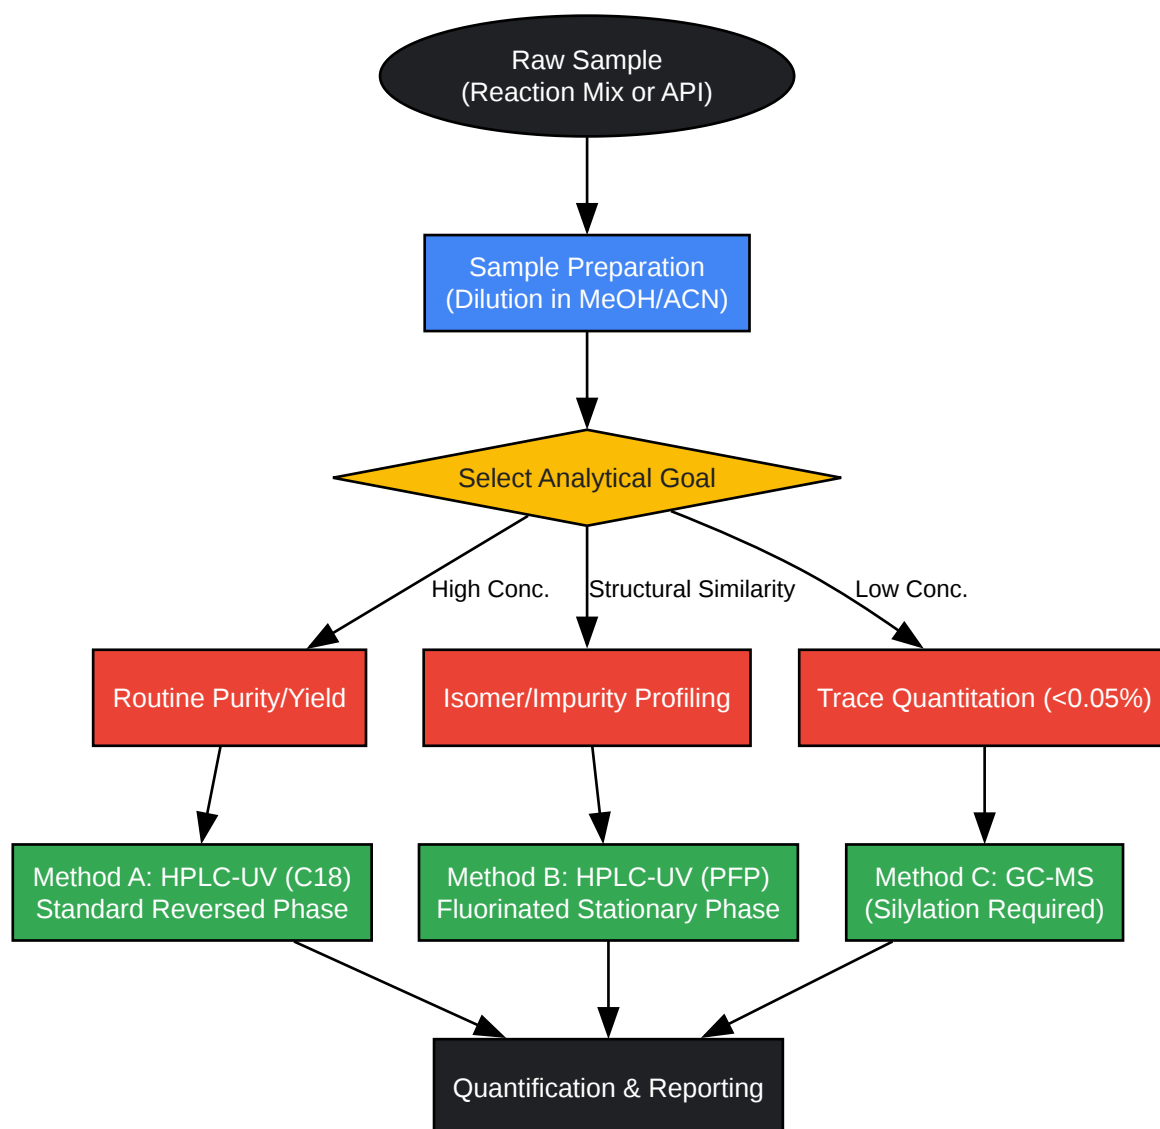 Raw Sample
(Reaction Mix or API)
Sample Preparation
(Dilution in MeOH/ACN)
Select Analytical Goal
High Conc.
Structural Similarity
Low Conc.
Routine Purity/Yield
Isomer/Impurity Profiling
Trace Quantitation (<0.05%)
Method A: HPLC-UV (C18)
Standard Reversed Phase
Method B: HPLC-UV (PFP)
Fluorinated Stationary Phase
Method C: GC-MS
(Silylation Required)
Quantification & Reporting